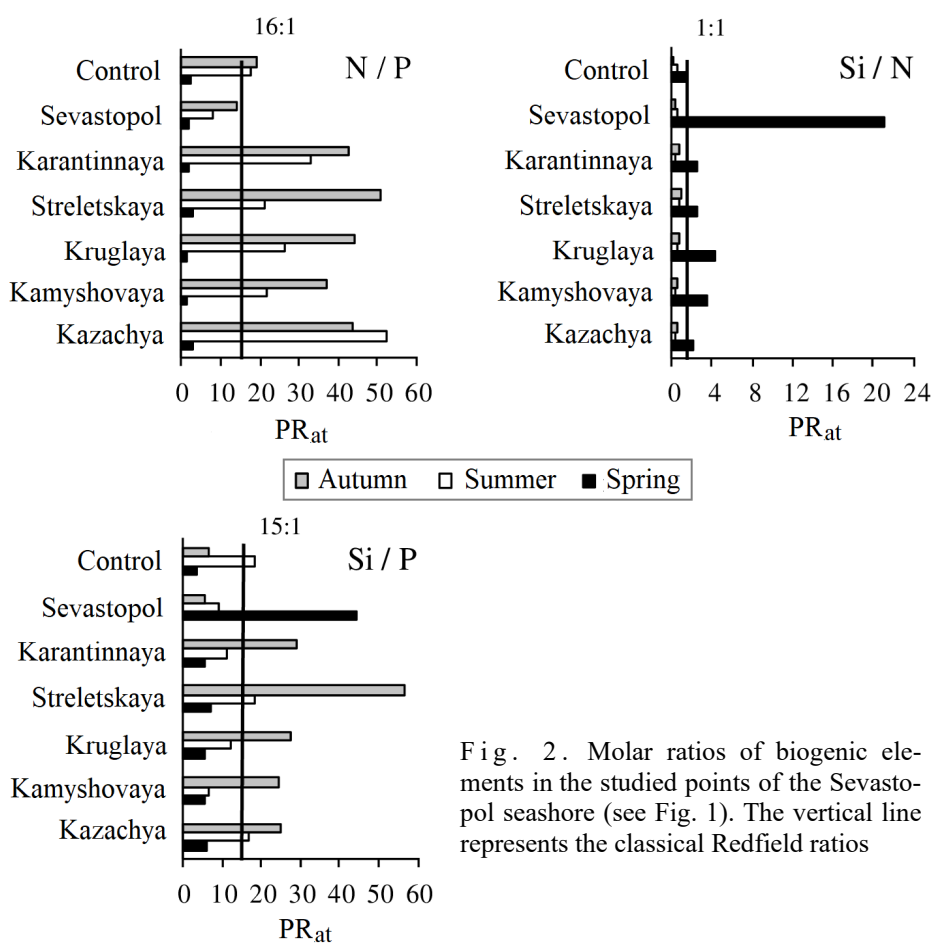 16:1
N / P
Control
Sevastopol
Karantinnaya
Streletskaya
Kruglaya
Kamyshovaya
Kazachya
0 10 20 30 40 50 60
PRat
1:1
Si / N
Control
Sevastopol
Karantinnaya
Streletskaya
Kruglaya
Kamyshovaya
Kazachya
0 4 8 12 16 20 24
PRat
Autumn Summer Spring
15:1
Si / P
Control
Sevastopol
Karantinnaya
Streletskaya
Kruglaya
Kamyshovaya
Kazachya
0 10 20 30 40 50 60
PRat
Fig. 2. Molar ratios of biogenic ele-
ments in the studied points of the Sevasto-
pol seashore (see Fig. 1). The vertical line
represents the classical Redfield ratios